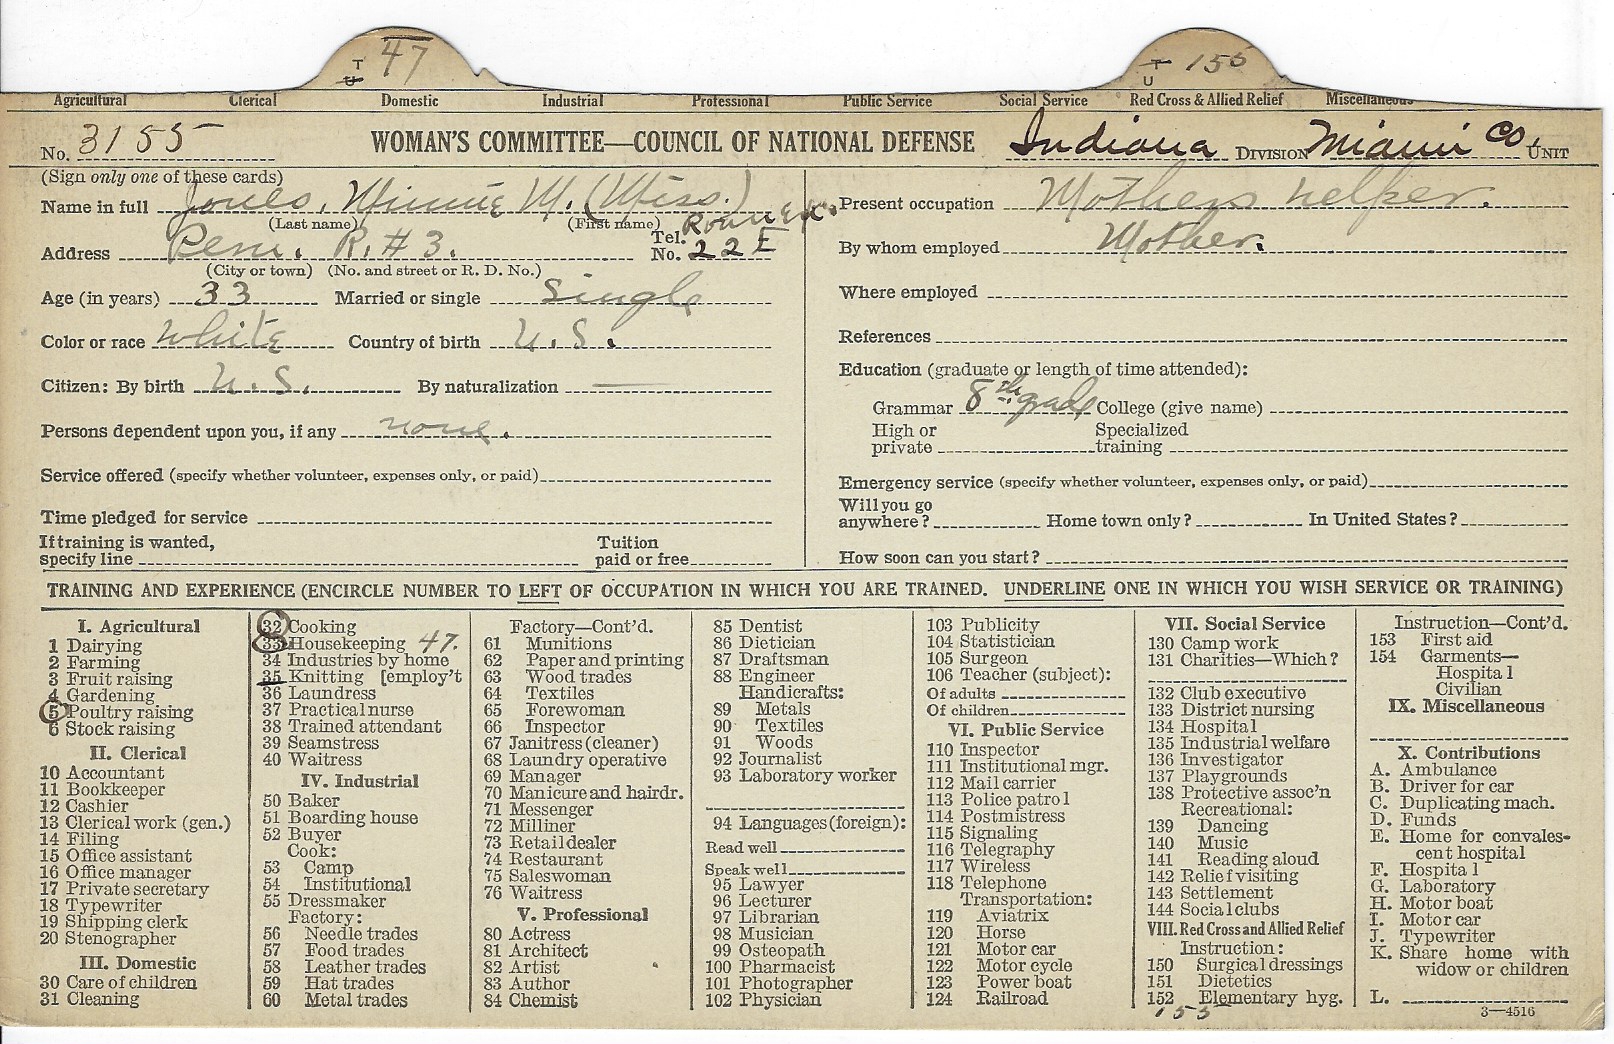 T U 47
T U 155
Agricultural Clerical Domestic Industrial Professional Public Service Social Service Red Cross & Allied Relief Miscellaneous
No. 3155 WOMAN'S COMMITTEE—COUNCIL OF NATIONAL DEFENSE Indiana DIVISION Miami Co. UNIT
(Sign only one of these cards)
Name in full Jones, Minnie M. (Miss.)
(Last name) (First name)
Address Peru. R. #3. Tel. No. 22 E
(City or town) (No. and street or R. D. No.)
Age (in years) 33 Married or single Single
Color or race White Country of birth U.S.
Citizen: By birth U.S. By naturalization —
Persons dependent upon you, if any none.
Service offered (specify whether volunteer, expenses only, or paid)
Time pledged for service
If training is wanted, specify line Tuition paid or free
Present occupation Mothers helper.
By whom employed Mother.
Where employed
References
Education (graduate or length of time attended):
Grammar 8th grade College (give name)
High or private Specialized training
Emergency service (specify whether volunteer, expenses only, or paid)
Will you go anywhere? Home town only? In United States?
How soon can you start?
TRAINING AND EXPERIENCE (ENCIRCLE NUMBER TO LEFT OF OCCUPATION IN WHICH YOU ARE TRAINED. UNDERLINE ONE IN WHICH YOU WISH SERVICE OR TRAINING)
I. Agricultural
1 Dairying
2 Farming
3 Fruit raising
4 Gardening
5 Poultry raising
6 Stock raising
II. Clerical
10 Accountant
11 Bookkeeper
12 Cashier
13 Clerical work (gen.)
14 Filing
15 Office assistant
16 Office manager
17 Private secretary
18 Typewriter
19 Shipping clerk
20 Stenographer
III. Domestic
30 Care of children
31 Cleaning
32 Cooking
33 Housekeeping 47.
34 Industries by home
35 Knitting [employ't
36 Laundress
37 Practical nurse
38 Trained attendant
39 Seamstress
40 Waitress
IV. Industrial
50 Baker
51 Boarding house
52 Buyer
Cook:
53 Camp
54 Institutional
55 Dressmaker
Factory:
56 Needle trades
57 Food trades
58 Leather trades
59 Hat trades
60 Metal trades
Factory—Cont'd.
61 Munitions
62 Paper and printing
63 Wood trades
64 Textiles
65 Forewoman
66 Inspector
67 Janitress (cleaner)
68 Laundry operative
69 Manager
70 Manicure and hairdr.
71 Messenger
72 Milliner
73 Retail dealer
74 Restaurant
75 Saleswoman
76 Waitress
V. Professional
80 Actress
81 Architect
82 Artist
83 Author
84 Chemist
85 Dentist
86 Dietician
87 Draftsman
88 Engineer
Handicrafts:
89 Metals
90 Textiles
91 Woods
92 Journalist
93 Laboratory worker
94 Languages (foreign):
Read well
Speak well
95 Lawyer
96 Lecturer
97 Librarian
98 Musician
99 Osteopath
100 Pharmacist
101 Photographer
102 Physician
103 Publicity
104 Statistician
105 Surgeon
106 Teacher (subject):
Of adults
Of children
VI. Public Service
110 Inspector
111 Institutional mgr.
112 Mail carrier
113 Police patrol
114 Postmistress
115 Signaling
116 Telegraphy
117 Wireless
118 Telephone
Transportation:
119 Aviatrix
120 Horse
121 Motor car
122 Motor cycle
123 Power boat
124 Railroad
VII. Social Service
130 Camp work
131 Charities—Which?
132 Club executive
133 District nursing
134 Hospital
135 Industrial welfare
136 Investigator
137 Playgrounds
138 Protective assoc'n
Recreational:
139 Dancing
140 Music
141 Reading aloud
142 Relief visiting
143 Settlement
144 Social clubs
VIII. Red Cross and Allied Relief
Instruction:
150 Surgical dressings
151 Dietetics
152 Elementary hyg.
155
Instruction—Cont'd.
153 First aid
154 Garments—
Hospital
Civilian
IX. Miscellaneous
X. Contributions
A. Ambulance
B. Driver for car
C. Duplicating mach.
D. Funds
E. Home for convales-
cent hospital
F. Hospital
G. Laboratory
H. Motor boat
I. Motor car
J. Typewriter
K. Share home with
widow or children
L.
3—4516